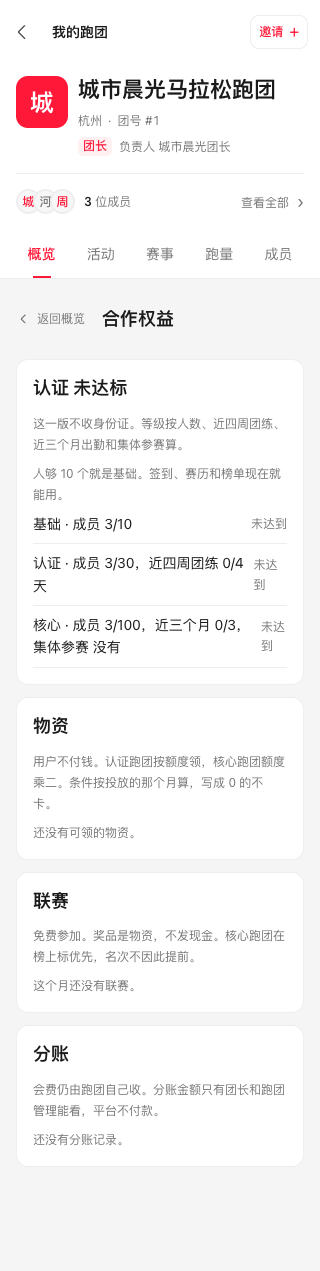 我的跑团
邀请 +
城
城市晨光马拉松跑团
杭州 · 团号 #1
团长 负责人 城市晨光团长
城 河 周 3 位成员
查看全部
概览 活动 赛事 跑量 成员
返回概览 合作权益
认证 未达标
这一版不收身份证。等级按人数、近四周团练、
近三个月出勤和集体参赛算。
人够 10 个就是基础。签到、赛历和榜单现在就
能用。
基础 · 成员 3/10 未达到
认证 · 成员 3/30，近四周团练 0/4
天
未达
到
核心 · 成员 3/100，近三个月 0/3，
集体参赛 没有
未达
到
物资
用户不付钱。认证跑团按额度领，核心跑团额度
乘二。条件按投放的那个月算，写成 0 的不
卡。
还没有可领的物资。
联赛
免费参加。奖品是物资，不发现金。核心跑团在
榜上标优先，名次不因此提前。
这个月还没有联赛。
分账
会费仍由跑团自己收。分账金额只有团长和跑团
管理能看，平台不付款。
还没有分账记录。